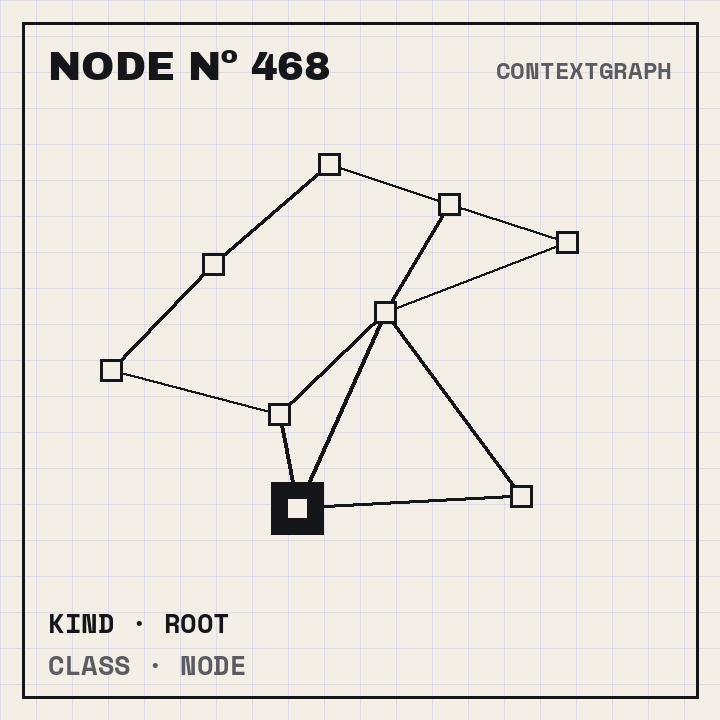 NODE Nº 468
CONTEXTGRAPH
KIND · ROOT
CLASS · NODE